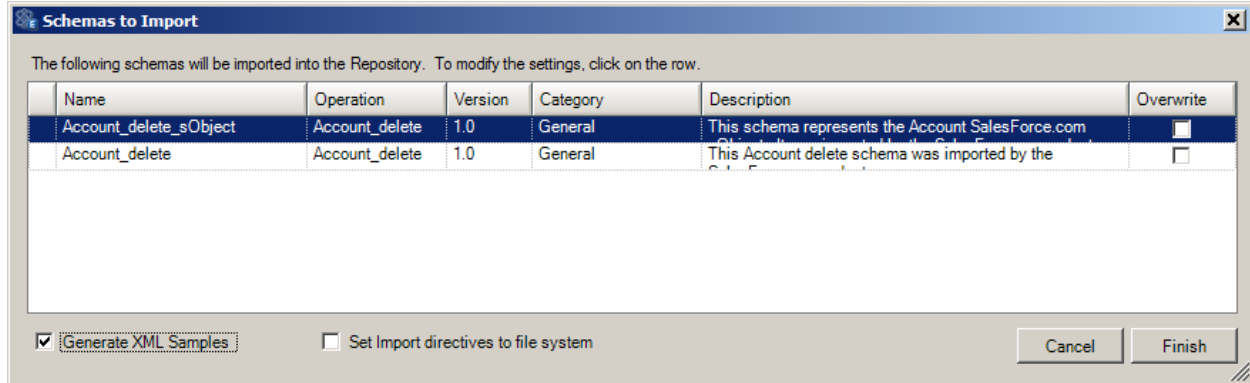 Schemas to Import
The following schemas will be imported into the Repository. To modify the settings, click on the row.
Name Operation Version Category Description Overwrite
Account_delete_sObject Account_delete 1.0 General This schema represents the Account SalesForce.com
Account_delete Account_delete 1.0 General This Account delete schema was imported by the
Generate XML Samples Set Import directives to file system Cancel Finish